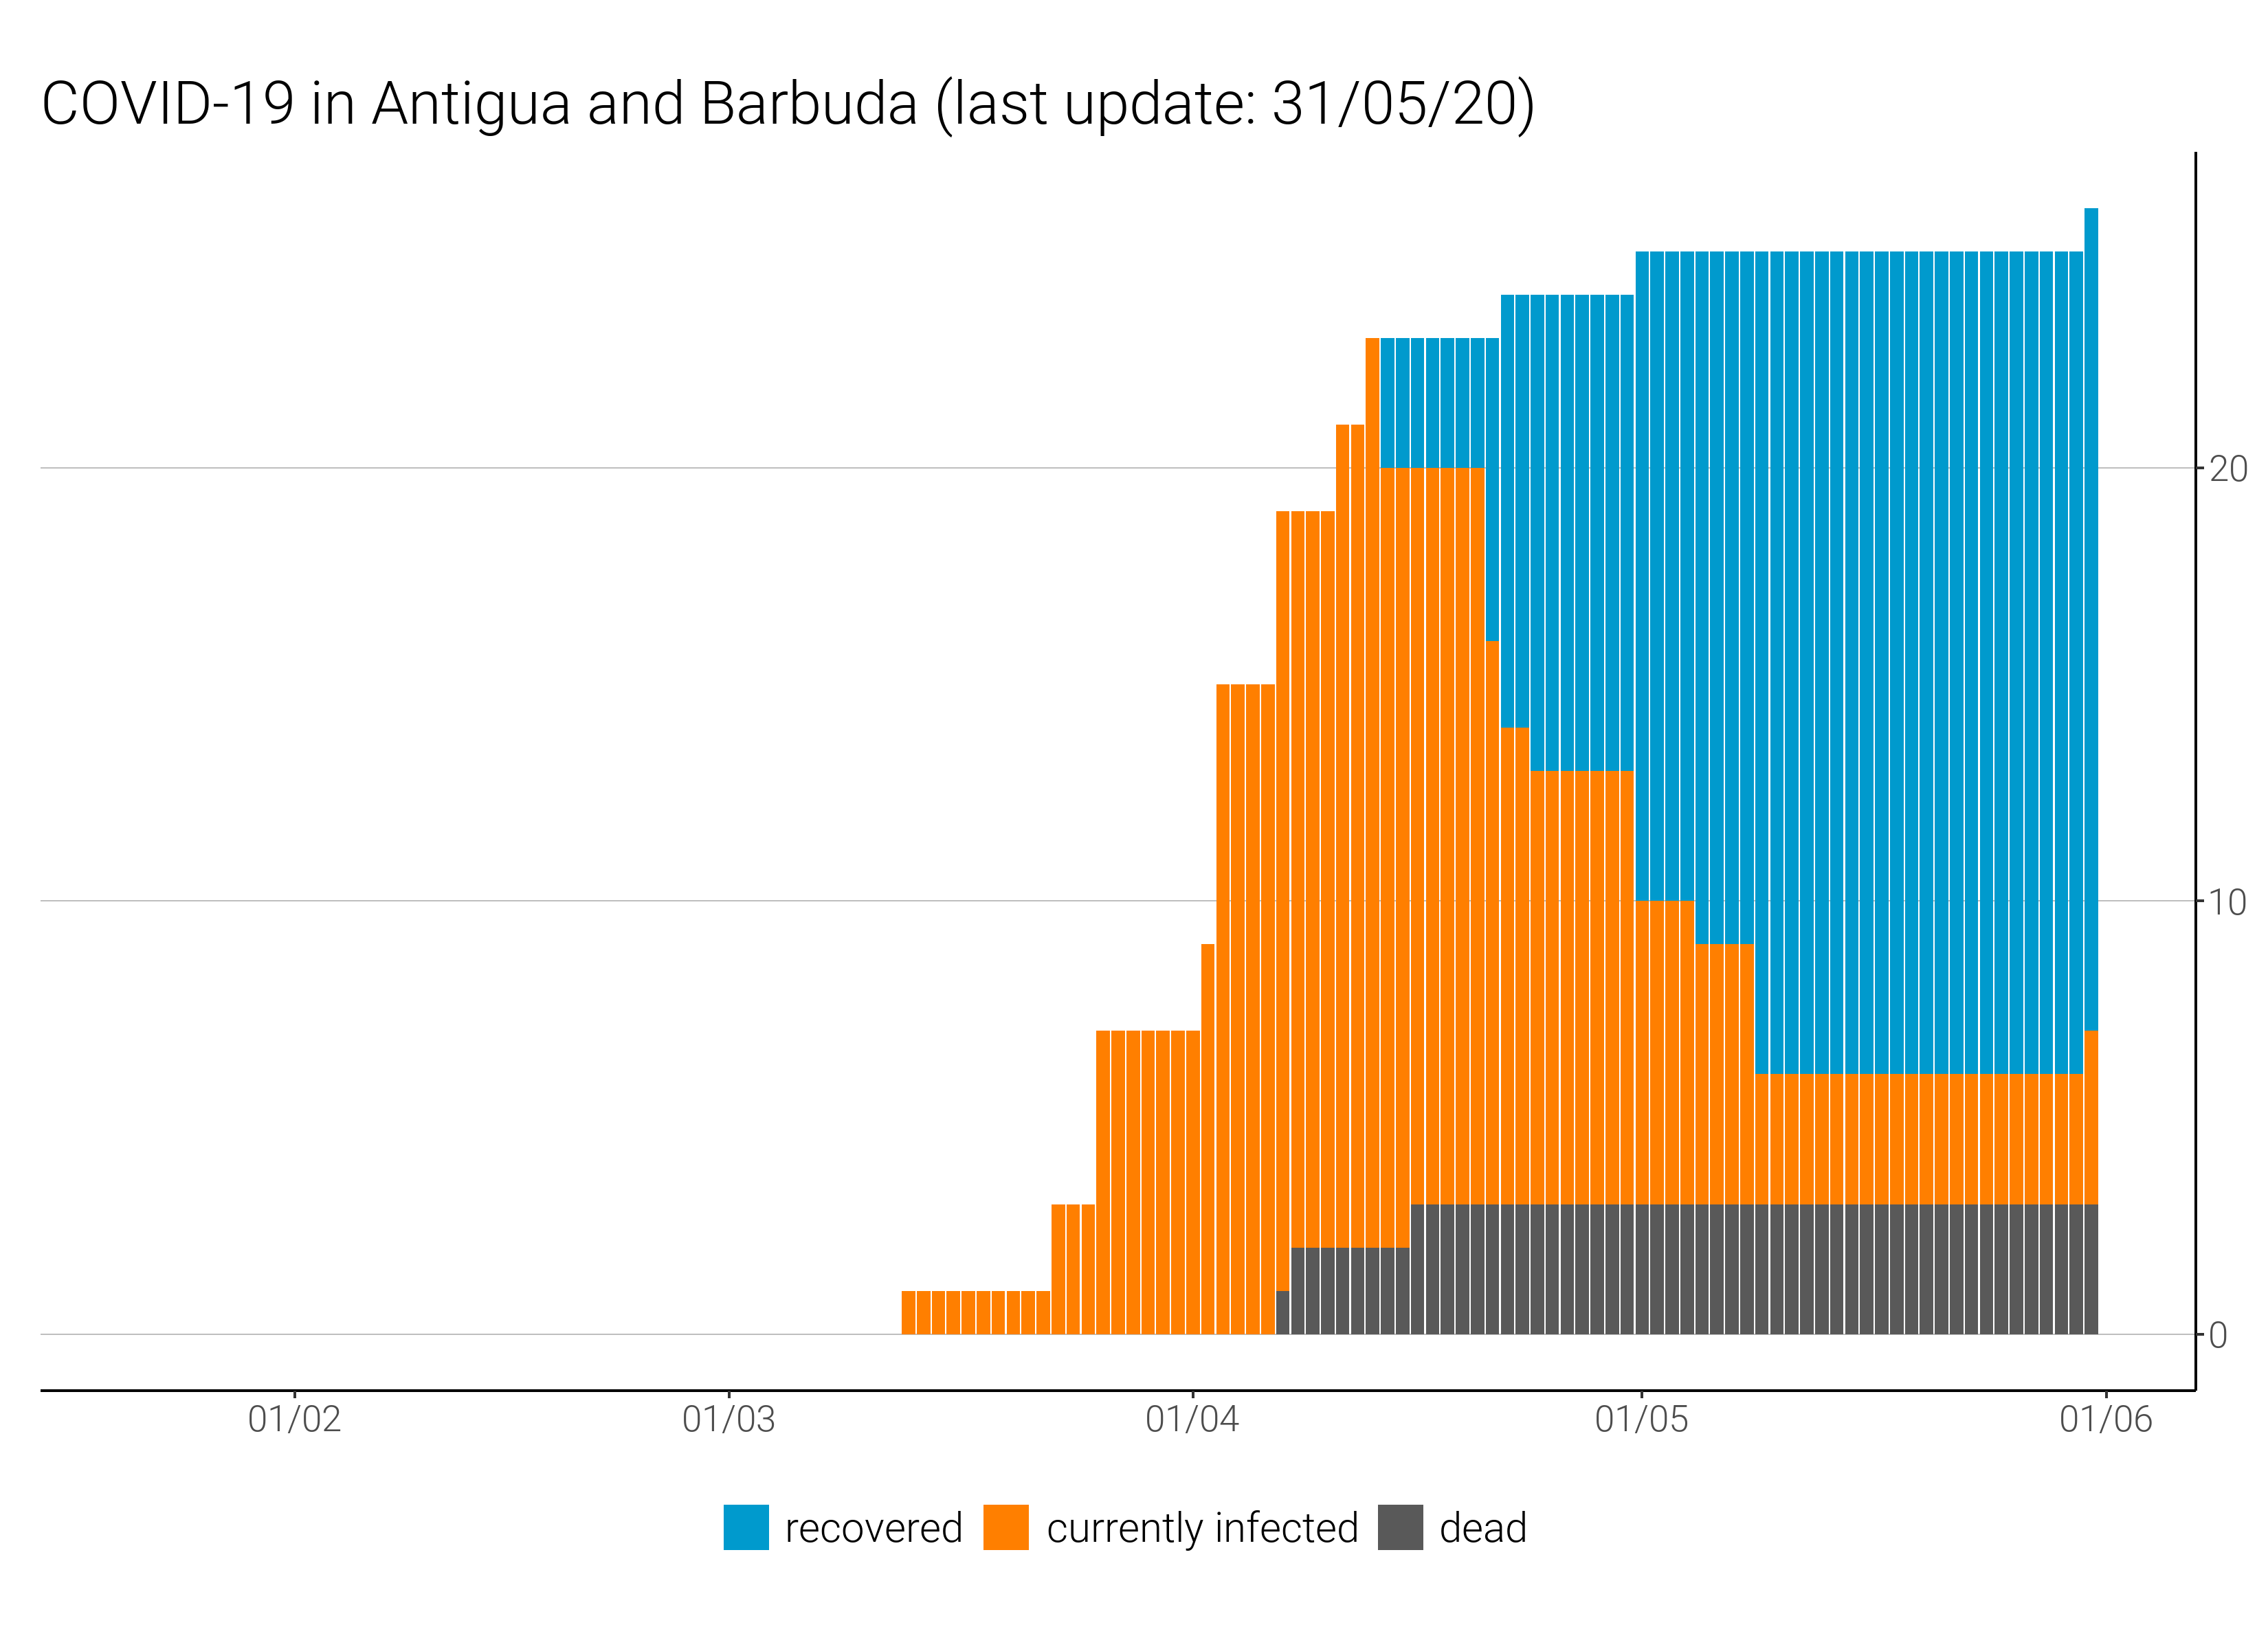 COVID-19 in Antigua and Barbuda (last update: 31/05/20)
20
10
0
01/02 01/03 01/04 01/05 01/06
recovered currently infected dead